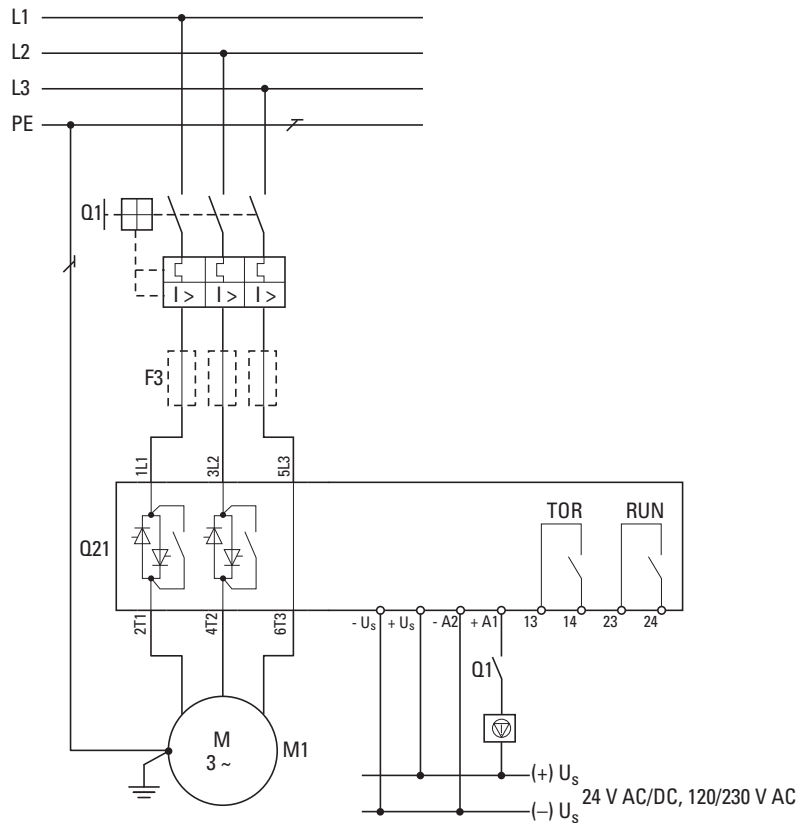 L1
L2
L3
PE
Q1
I > I > I >
F3
1L1 3L2 5L3
TOR RUN
Q21
2T1 4T2 6T3
- Us + Us - A2 + A1 13 14 23 24
Q1
M
3 ~
M1
(+) Us
(–) Us
24 V AC/DC, 120/230 V AC